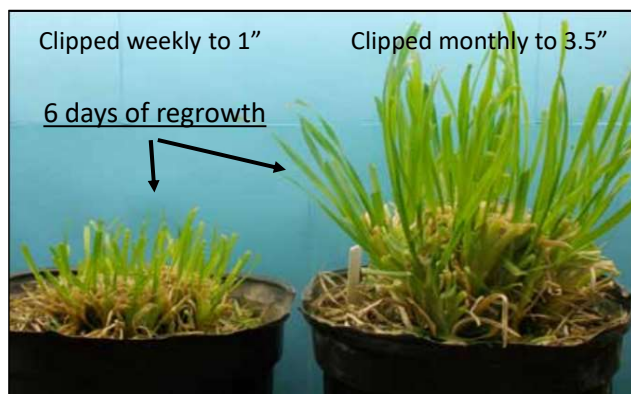 Clipped weekly to 1”
Clipped monthly to 3.5”
6 days of regrowth